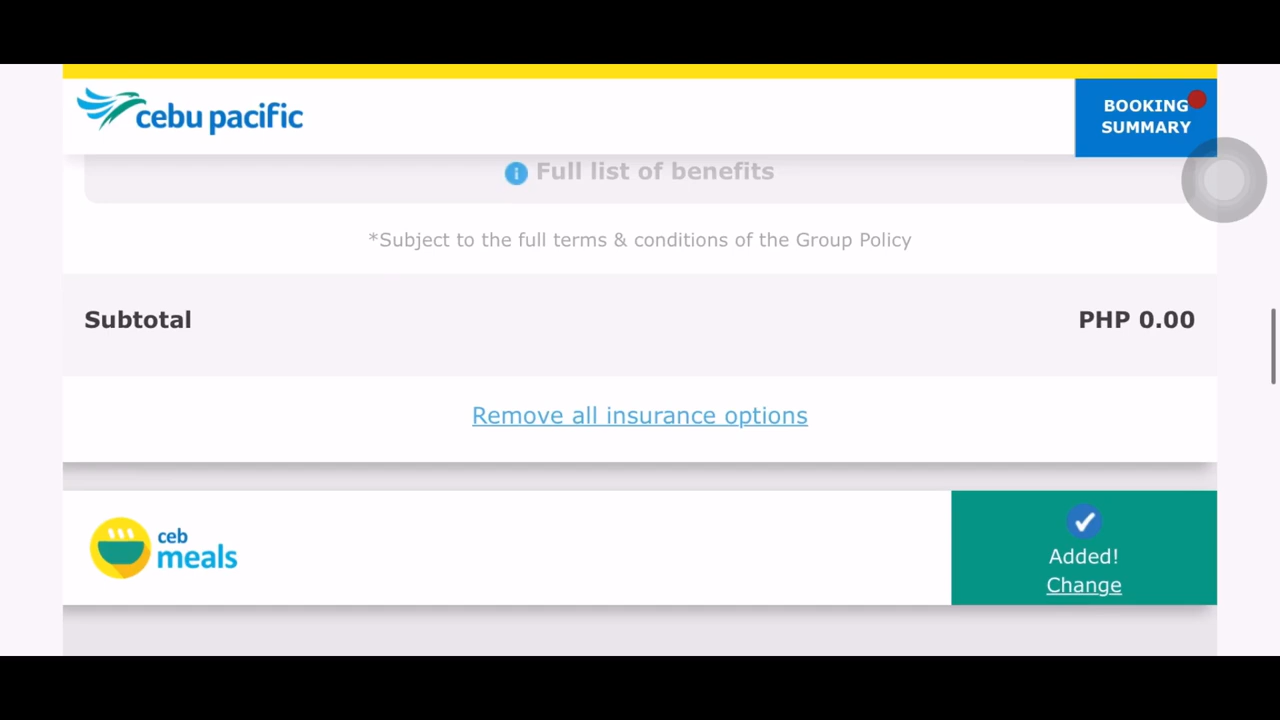 cebu pacific
BOOKING
SUMMARY
Full list of benefits
*Subject to the full terms & conditions of the Group Policy
Subtotal
PHP 0.00
Remove all insurance options
ceb
meals
Added!
Change